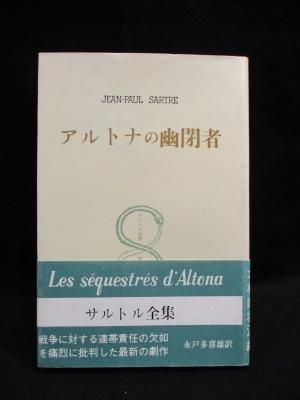 JEAN-PAUL SARTRE
アルトナの幽閉者
Les séquestrés d'Altona
サルトル全集
戦争に対する連帯責任の欠如
を痛烈に批判した最新の劇作
永戸多喜雄訳